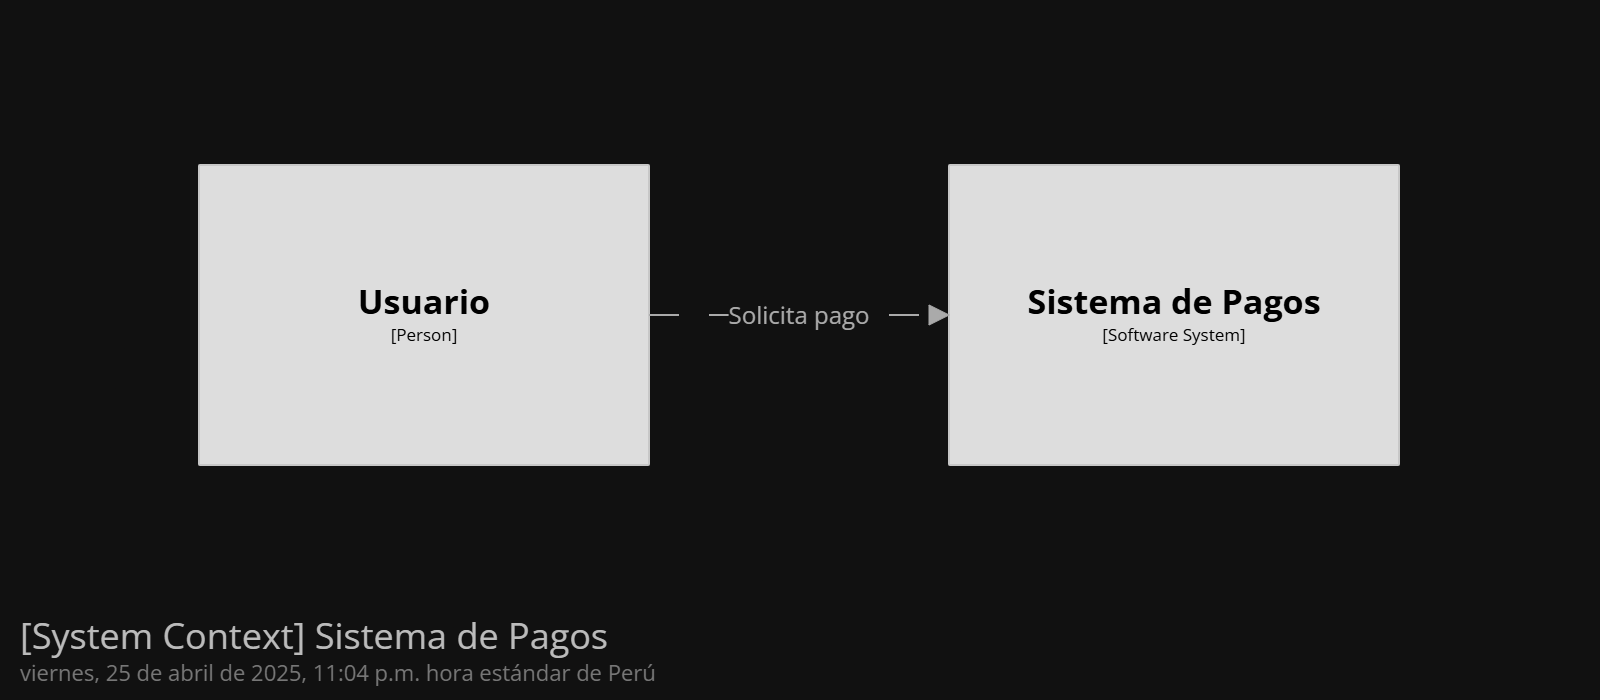 Usuario
[Person]
Solicita pago
Sistema de Pagos
[Software System]
[System Context] Sistema de Pagos
viernes, 25 de abril de 2025, 11:04 p.m. hora estándar de Perú